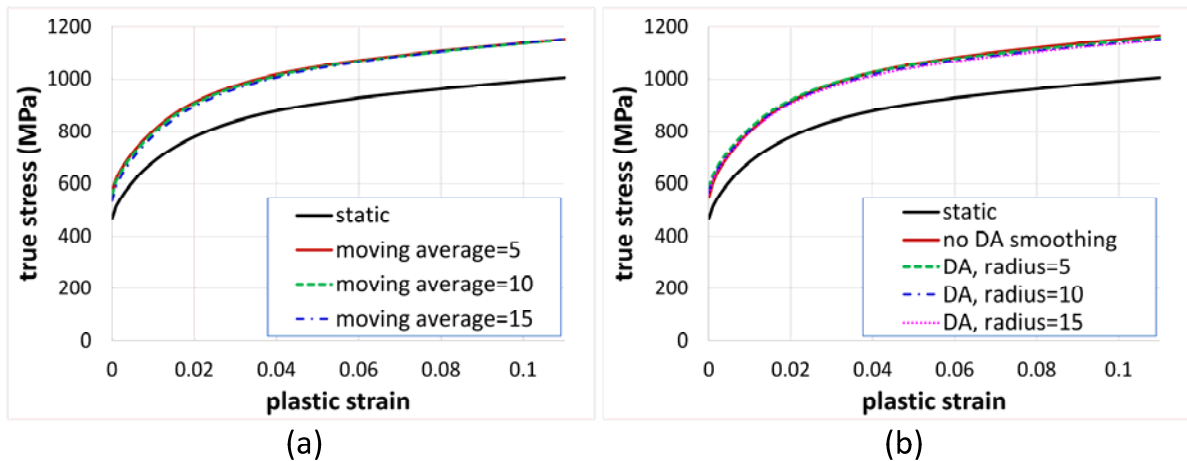 1200
1000
800
600
400
200
0
true stress (MPa)
static
moving average=5
moving average=10
moving average=15
0 0.02 0.04 0.06 0.08 0.1
plastic strain
(a)
1200
1000
800
600
400
200
0
true stress (MPa)
static
no DA smoothing
DA, radius=5
DA, radius=10
DA, radius=15
0 0.02 0.04 0.06 0.08 0.1
plastic strain
(b)